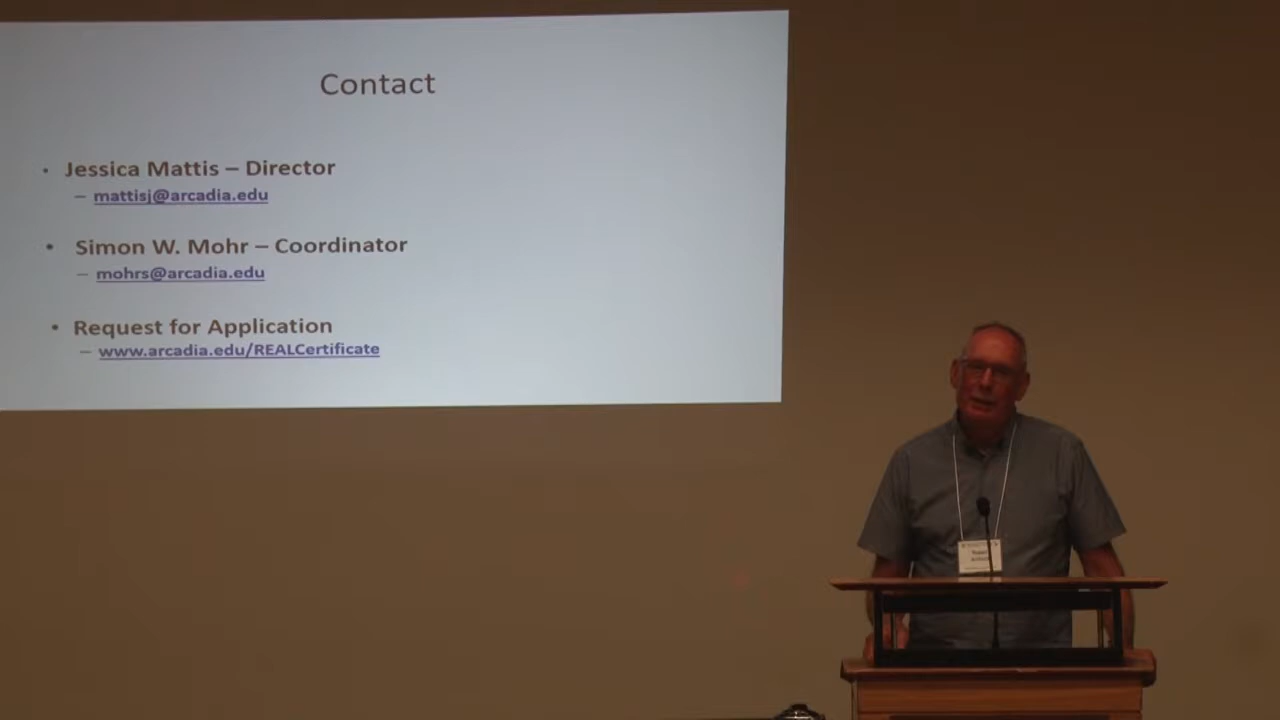 Contact
• Jessica Mattis – Director
– mattisj@arcadia.edu
• Simon W. Mohr – Coordinator
– mohrs@arcadia.edu
• Request for Application
– www.arcadia.edu/REALCertificate